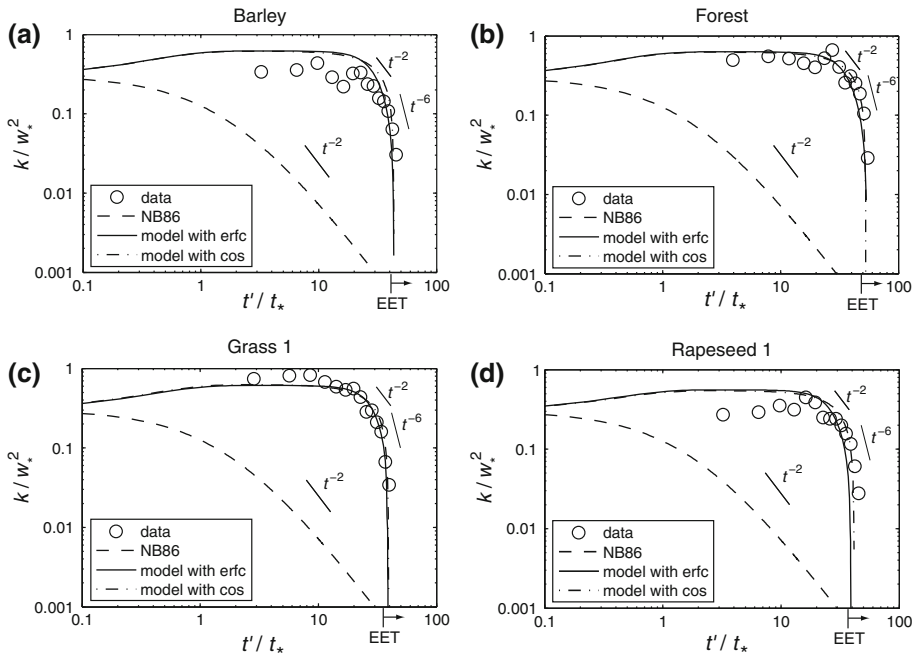 Barley
(a)
1
0.1
0.01
0.001
k / w*²
t⁻²
t⁻⁶
t⁻²
data
NB86
model with erfc
model with cos
0.1
1
10
100
t' / t*
EET
Forest
(b)
1
0.1
0.01
0.001
k / w*²
t⁻²
t⁻⁶
t⁻²
data
NB86
model with erfc
model with cos
0.1
1
10
100
t' / t*
EET
Grass 1
(c)
1
0.1
0.01
0.001
k / w*²
t⁻²
t⁻⁶
t⁻²
data
NB86
model with erfc
model with cos
0.1
1
10
100
t' / t*
EET
Rapeseed 1
(d)
1
0.1
0.01
0.001
k / w*²
t⁻²
t⁻⁶
t⁻²
data
NB86
model with erfc
model with cos
0.1
1
10
100
t' / t*
EET